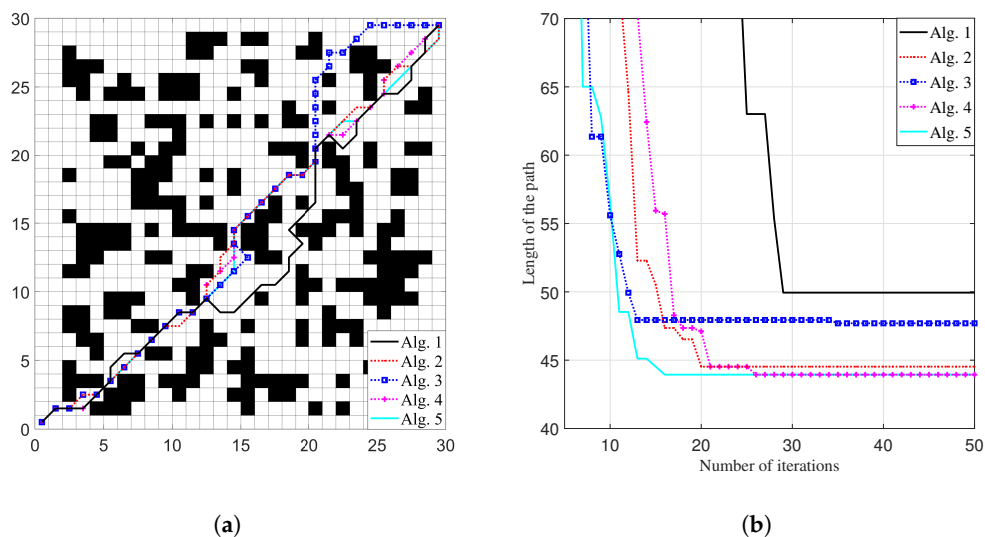 30
25
20
15
10
5
0
Alg. 1
Alg. 2
Alg. 3
Alg. 4
Alg. 5
0 5 10 15 20 25 30
(a)
Length of the path
70
65
60
55
50
45
40
Alg. 1
Alg. 2
Alg. 3
Alg. 4
Alg. 5
10 20 30 40 50
Number of iterations
(b)